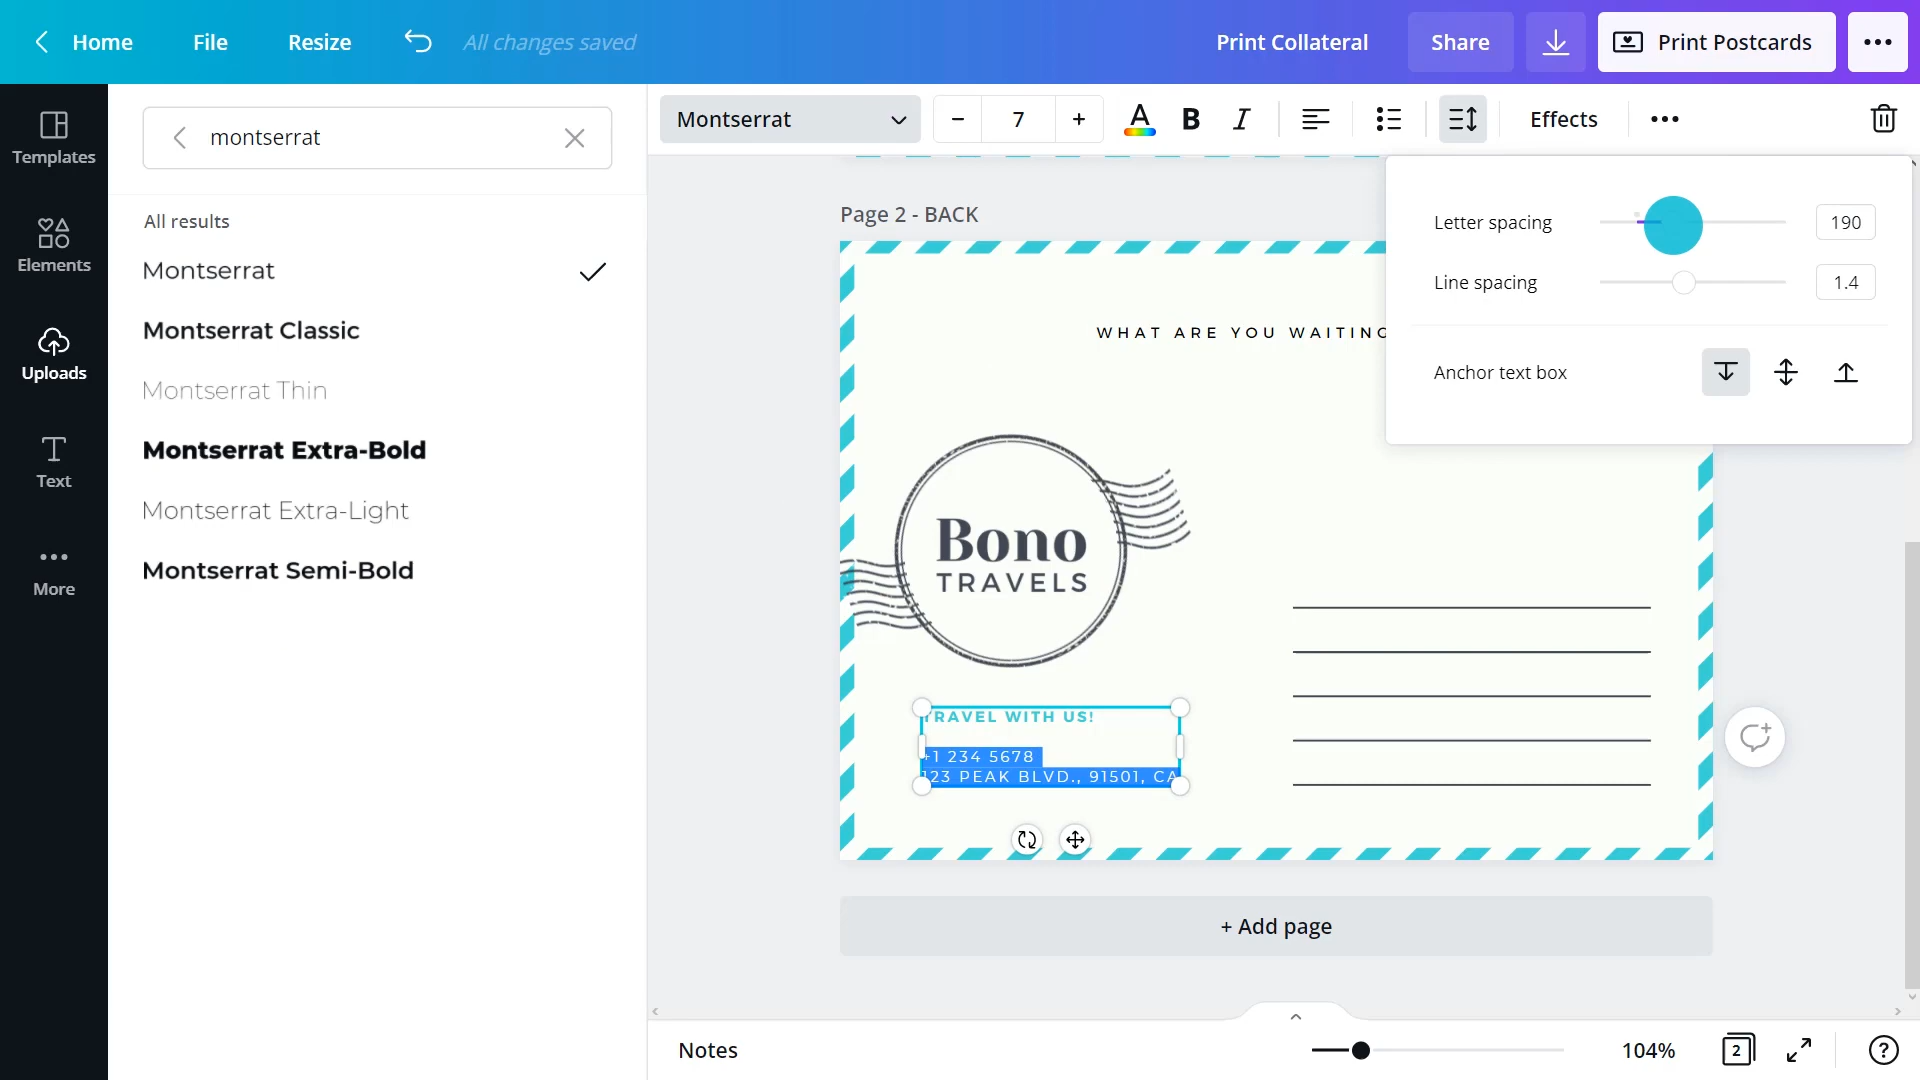 Home
File
Resize
All changes saved
Print Collateral
Share
Print Postcards
Templates
Elements
Uploads
Text
More
montserrat
All results
Montserrat
Montserrat Classic
Montserrat Thin
Montserrat Extra-Bold
Montserrat Extra-Light
Montserrat Semi-Bold
Montserrat
7
A
B
I
Effects
Letter spacing
190
Line spacing
1.4
Anchor text box
Page 2 - BACK
WHAT ARE YOU WAITING
Bono
TRAVELS
TRAVEL WITH US!
+1 234 5678
123 PEAK BLVD., 91501, CA
+ Add page
Notes
104%
2
?